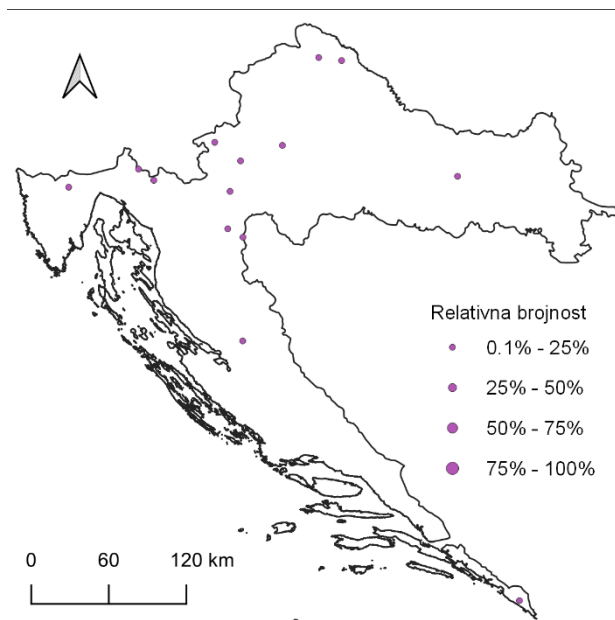 Relativna brojnost
0.1% - 25%
25% - 50%
50% - 75%
75% - 100%
0 60 120 km